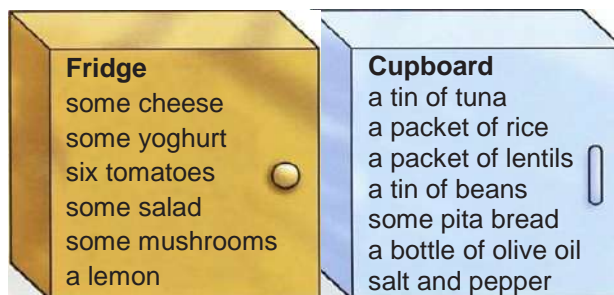 Fridge
some cheese
some yoghurt
six tomatoes
some salad
some mushrooms
a lemon
Cupboard
a tin of tuna
a packet of rice
a packet of lentils
a tin of beans
some pita bread
a bottle of olive oil
salt and pepper